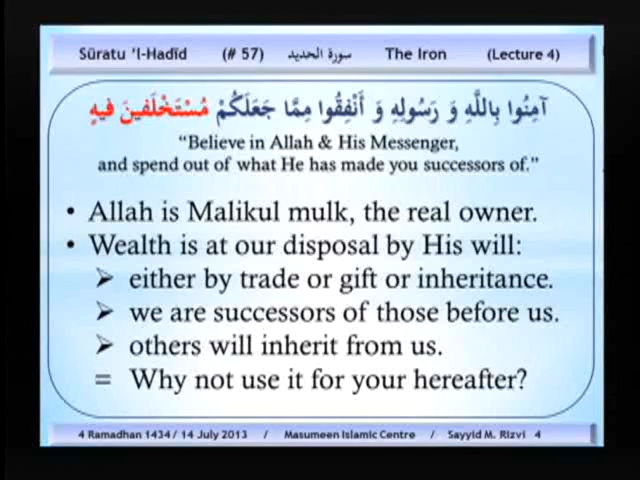 Sūratu 'l-Hadíd (# 57) سورة الحديد The Iron (Lecture 4)
آمِنُوا بِاللَّهِ وَ رَسُولِهِ وَ أَنْفِقُوا مِمَّا جَعَلَكُمْ مُسْتَخْلَفينَ فيهِ
"Believe in Allah & His Messenger,
and spend out of what He has made you successors of."
• Allah is Malikul mulk, the real owner.
• Wealth is at our disposal by His will:
➢ either by trade or gift or inheritance.
➢ we are successors of those before us.
➢ others will inherit from us.
= Why not use it for your hereafter?
4 Ramadhan 1434/ 14 July 2013 / Masumeen Islamic Centre / Sayyid M. Rizvi 4